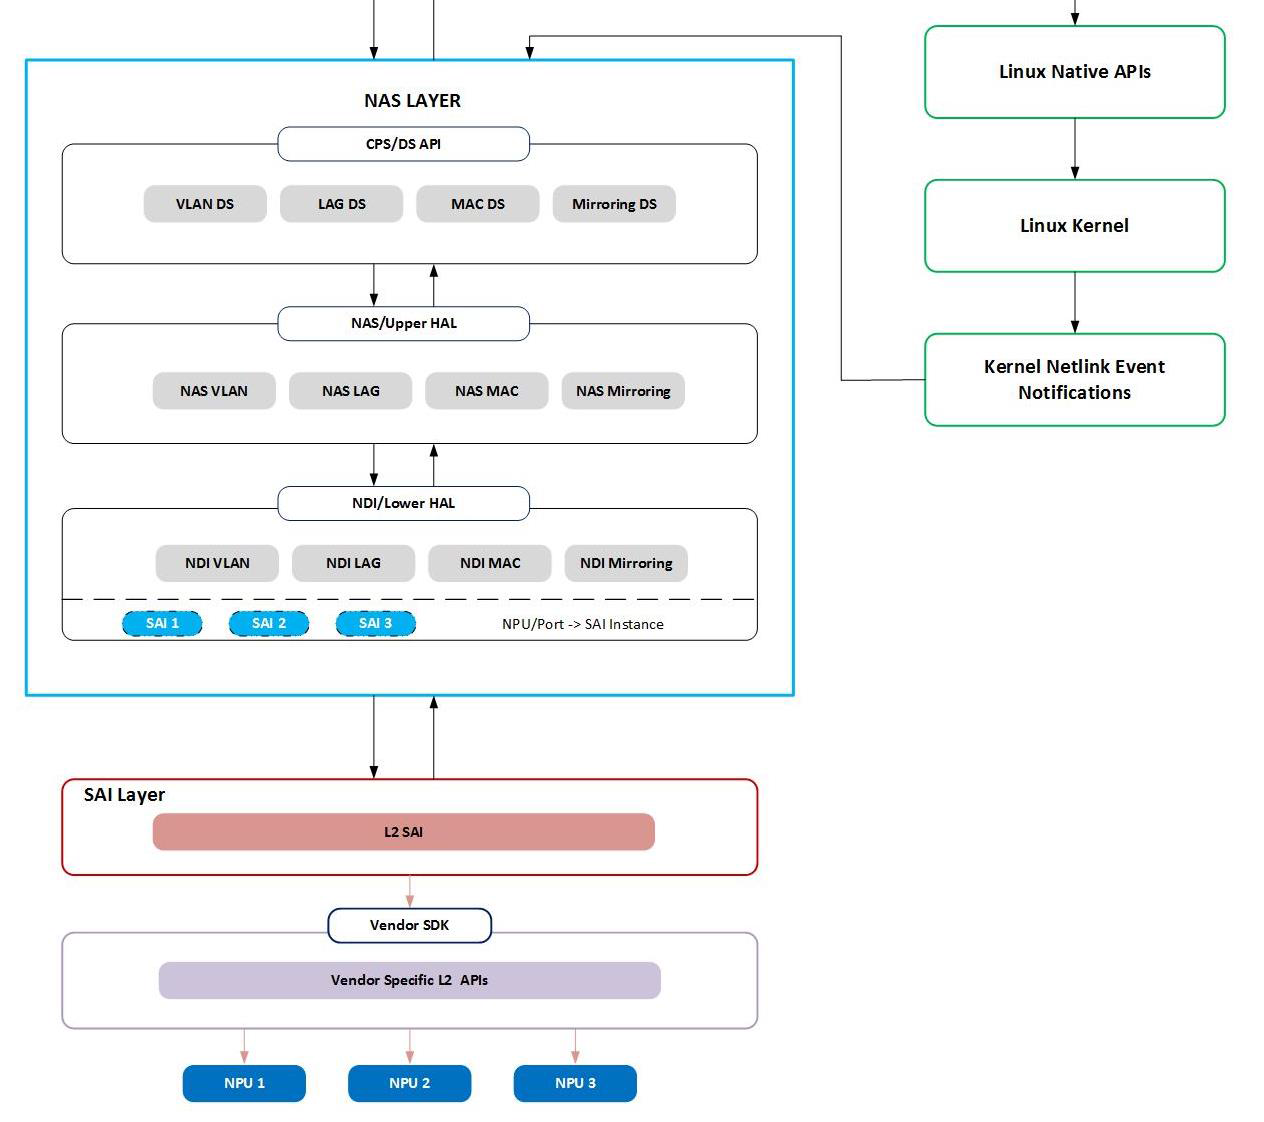 Linux Native APIs
NAS LAYER
CPS/DS API
VLAN DS
LAG DS
MAC DS
Mirroring DS
Linux Kernel
NAS/Upper HAL
Kernel Netlink Event
Notifications
NAS VLAN
NAS LAG
NAS MAC
NAS Mirroring
NDI/Lower HAL
NDI VLAN
NDI LAG
NDI MAC
NDI Mirroring
SAI 1
SAI 2
SAI 3
NPU/Port -> SAI Instance
SAI Layer
L2 SAI
Vendor SDK
Vendor Specific L2 APIs
NPU 1
NPU 2
NPU 3